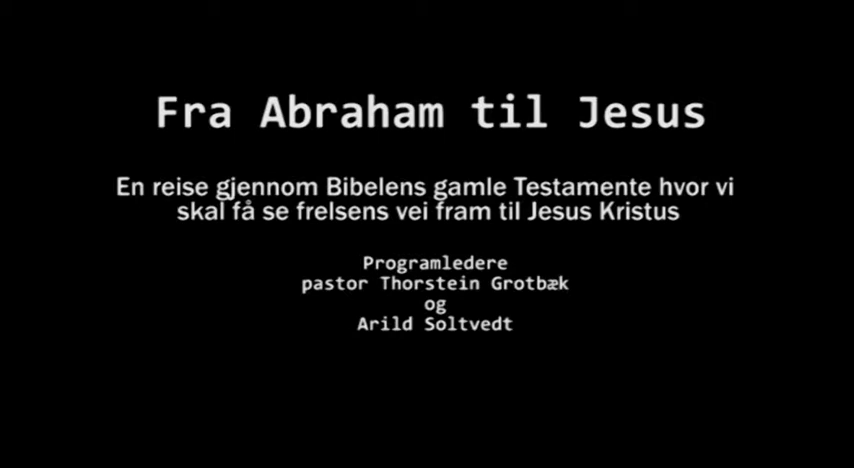 Fra Abraham til Jesus
En reise gjennom Bibelens gamle Testamente hvor vi
skal få se frelsens vei fram til Jesus Kristus
Programledere
pastor Thorstein Grotbæk
og
Arild Soltvedt